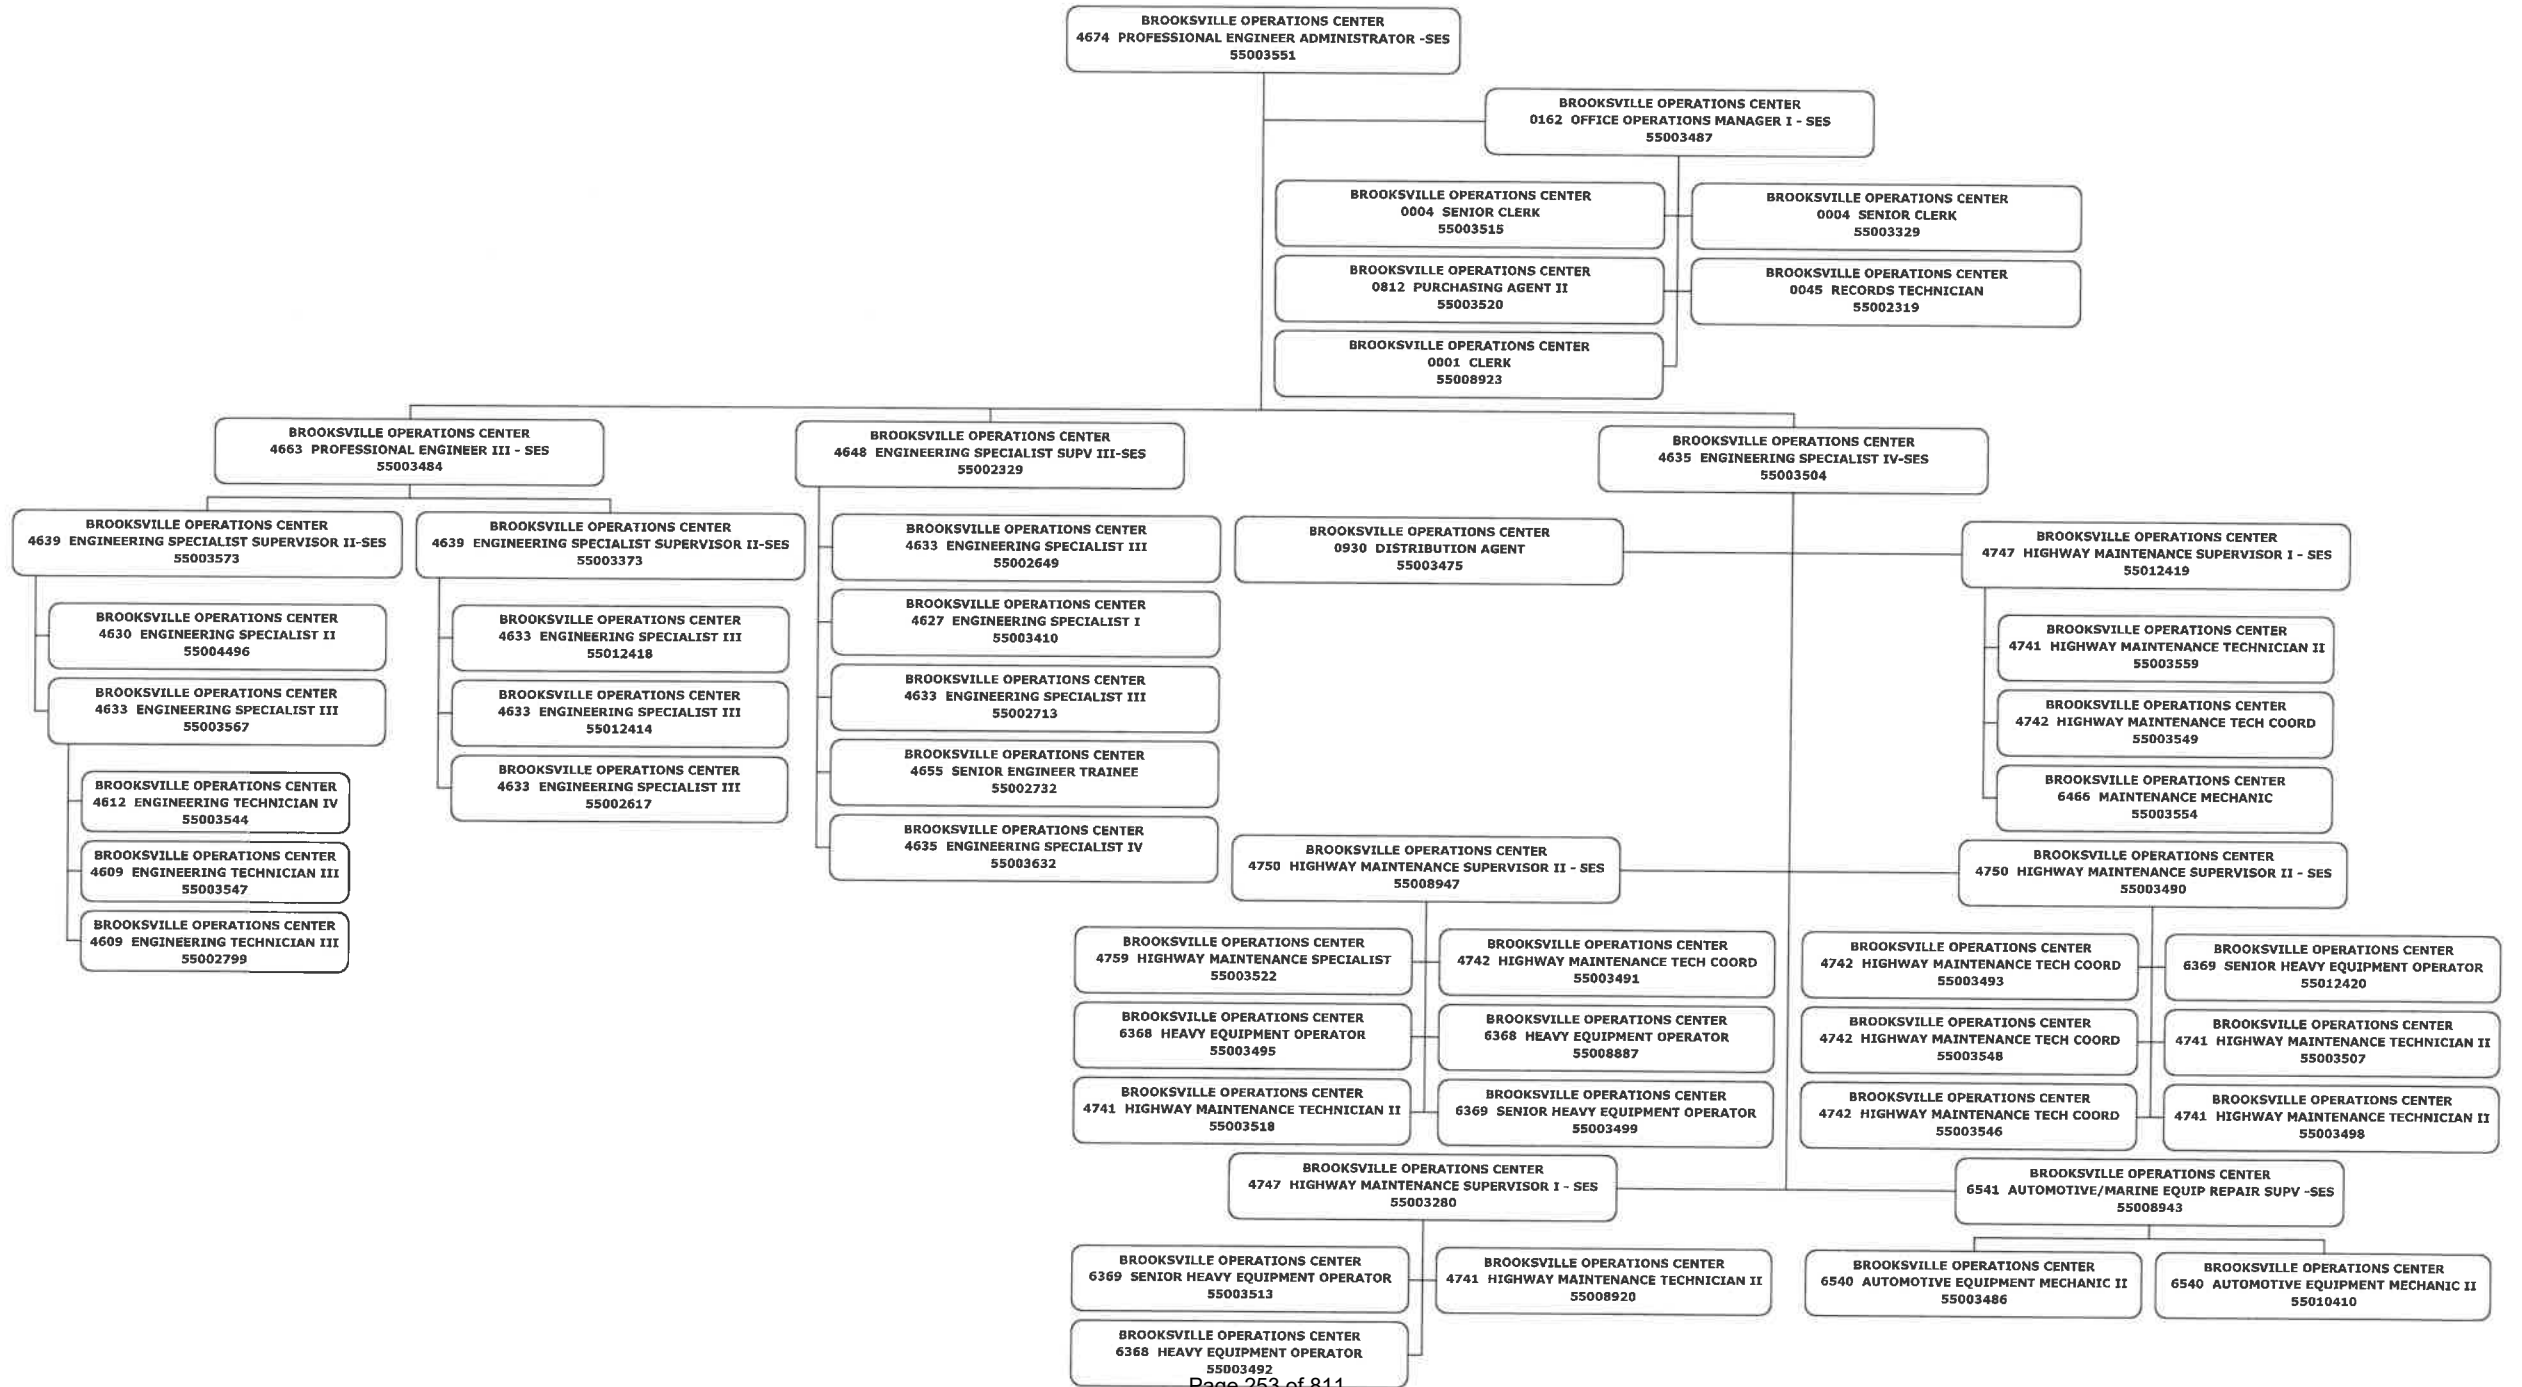 BROOKSVILLE OPERATIONS CENTER
4674 PROFESSIONAL ENGINEER ADMINISTRATOR -SES
55003551
BROOKSVILLE OPERATIONS CENTER
0162 OFFICE OPERATIONS MANAGER I - SES
55003487
BROOKSVILLE OPERATIONS CENTER
0004 SENIOR CLERK
55003515
BROOKSVILLE OPERATIONS CENTER
0004 SENIOR CLERK
55003329
BROOKSVILLE OPERATIONS CENTER
0812 PURCHASING AGENT II
55003520
BROOKSVILLE OPERATIONS CENTER
0045 RECORDS TECHNICIAN
55002319
BROOKSVILLE OPERATIONS CENTER
0001 CLERK
55008923
BROOKSVILLE OPERATIONS CENTER
4663 PROFESSIONAL ENGINEER III - SES
55003484
BROOKSVILLE OPERATIONS CENTER
4639 ENGINEERING SPECIALIST SUPERVISOR II-SES
55003573
BROOKSVILLE OPERATIONS CENTER
4630 ENGINEERING SPECIALIST II
55004496
BROOKSVILLE OPERATIONS CENTER
4633 ENGINEERING SPECIALIST III
55003567
BROOKSVILLE OPERATIONS CENTER
4612 ENGINEERING TECHNICIAN IV
55003544
BROOKSVILLE OPERATIONS CENTER
4609 ENGINEERING TECHNICIAN III
55003547
BROOKSVILLE OPERATIONS CENTER
4609 ENGINEERING TECHNICIAN III
55002799
BROOKSVILLE OPERATIONS CENTER
4639 ENGINEERING SPECIALIST SUPERVISOR II-SES
55003373
BROOKSVILLE OPERATIONS CENTER
4633 ENGINEERING SPECIALIST III
55012418
BROOKSVILLE OPERATIONS CENTER
4633 ENGINEERING SPECIALIST III
55012414
BROOKSVILLE OPERATIONS CENTER
4633 ENGINEERING SPECIALIST III
55002617
BROOKSVILLE OPERATIONS CENTER
4648 ENGINEERING SPECIALIST SUPV III-SES
55002329
BROOKSVILLE OPERATIONS CENTER
4633 ENGINEERING SPECIALIST III
55002649
BROOKSVILLE OPERATIONS CENTER
4627 ENGINEERING SPECIALIST I
55003410
BROOKSVILLE OPERATIONS CENTER
4633 ENGINEERING SPECIALIST III
55002713
BROOKSVILLE OPERATIONS CENTER
4655 SENIOR ENGINEER TRAINEE
55002732
BROOKSVILLE OPERATIONS CENTER
4635 ENGINEERING SPECIALIST IV
55003632
BROOKSVILLE OPERATIONS CENTER
4635 ENGINEERING SPECIALIST IV-SES
55003504
BROOKSVILLE OPERATIONS CENTER
0930 DISTRIBUTION AGENT
55003475
BROOKSVILLE OPERATIONS CENTER
4747 HIGHWAY MAINTENANCE SUPERVISOR I - SES
55012419
BROOKSVILLE OPERATIONS CENTER
4741 HIGHWAY MAINTENANCE TECHNICIAN II
55003559
BROOKSVILLE OPERATIONS CENTER
4742 HIGHWAY MAINTENANCE TECH COORD
55003549
BROOKSVILLE OPERATIONS CENTER
6466 MAINTENANCE MECHANIC
55003554
BROOKSVILLE OPERATIONS CENTER
4750 HIGHWAY MAINTENANCE SUPERVISOR II - SES
55008947
BROOKSVILLE OPERATIONS CENTER
4759 HIGHWAY MAINTENANCE SPECIALIST
55003522
BROOKSVILLE OPERATIONS CENTER
4742 HIGHWAY MAINTENANCE TECH COORD
55003491
BROOKSVILLE OPERATIONS CENTER
6368 HEAVY EQUIPMENT OPERATOR
55003495
BROOKSVILLE OPERATIONS CENTER
6368 HEAVY EQUIPMENT OPERATOR
55008887
BROOKSVILLE OPERATIONS CENTER
4741 HIGHWAY MAINTENANCE TECHNICIAN II
55003518
BROOKSVILLE OPERATIONS CENTER
6369 SENIOR HEAVY EQUIPMENT OPERATOR
55003499
BROOKSVILLE OPERATIONS CENTER
4750 HIGHWAY MAINTENANCE SUPERVISOR II - SES
55003490
BROOKSVILLE OPERATIONS CENTER
4742 HIGHWAY MAINTENANCE TECH COORD
55003493
BROOKSVILLE OPERATIONS CENTER
6369 SENIOR HEAVY EQUIPMENT OPERATOR
55012420
BROOKSVILLE OPERATIONS CENTER
4742 HIGHWAY MAINTENANCE TECH COORD
55003548
BROOKSVILLE OPERATIONS CENTER
4741 HIGHWAY MAINTENANCE TECHNICIAN II
55003507
BROOKSVILLE OPERATIONS CENTER
4742 HIGHWAY MAINTENANCE TECH COORD
55003546
BROOKSVILLE OPERATIONS CENTER
4741 HIGHWAY MAINTENANCE TECHNICIAN II
55003498
BROOKSVILLE OPERATIONS CENTER
4747 HIGHWAY MAINTENANCE SUPERVISOR I - SES
55003280
BROOKSVILLE OPERATIONS CENTER
6369 SENIOR HEAVY EQUIPMENT OPERATOR
55003513
BROOKSVILLE OPERATIONS CENTER
4741 HIGHWAY MAINTENANCE TECHNICIAN II
55008920
BROOKSVILLE OPERATIONS CENTER
6368 HEAVY EQUIPMENT OPERATOR
55003492
BROOKSVILLE OPERATIONS CENTER
6541 AUTOMOTIVE/MARINE EQUIP REPAIR SUPV -SES
55008943
BROOKSVILLE OPERATIONS CENTER
6540 AUTOMOTIVE EQUIPMENT MECHANIC II
55003486
BROOKSVILLE OPERATIONS CENTER
6540 AUTOMOTIVE EQUIPMENT MECHANIC II
55010410
Page 253 of 811